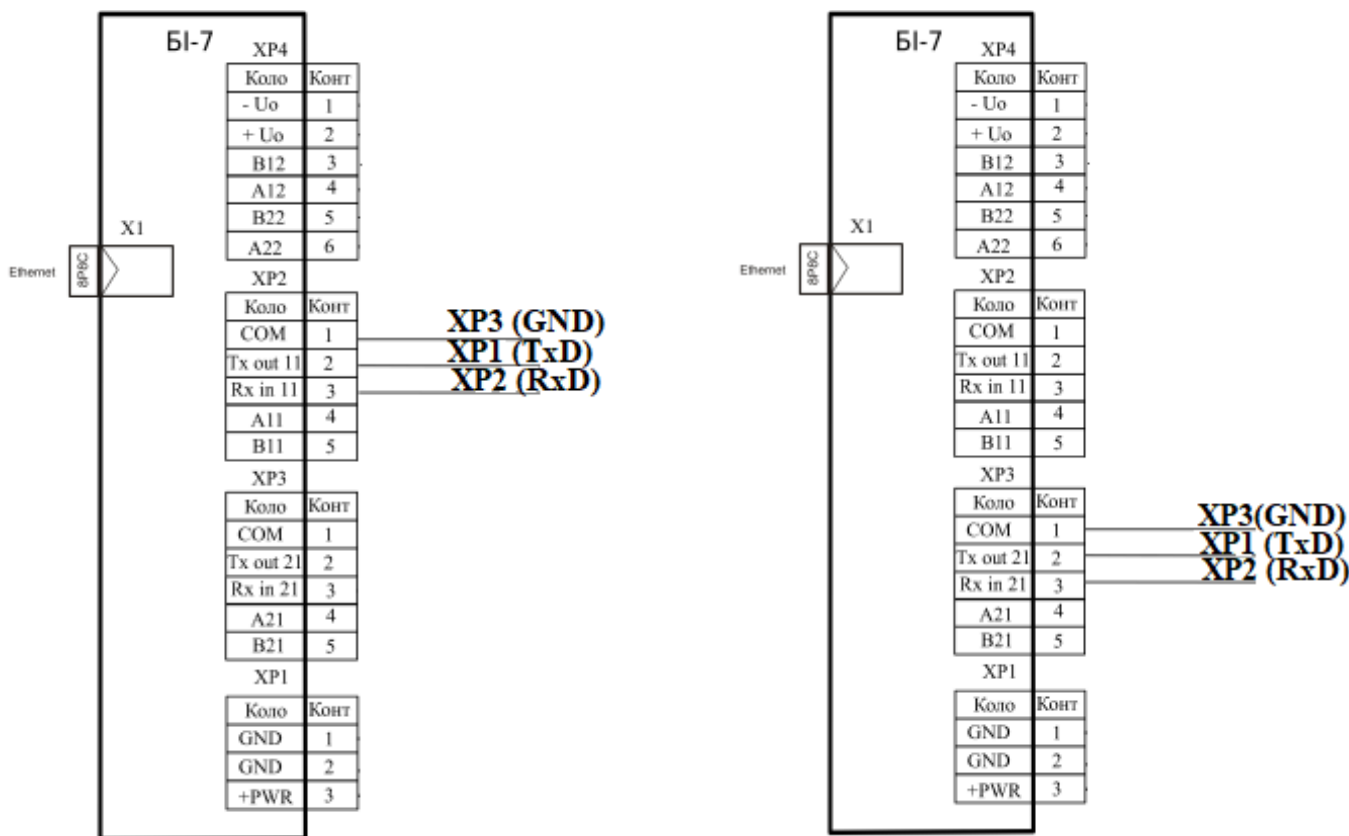 БІ-7
XP4
Коло Конт
- Uo 1
+ Uo 2
B12 3
A12 4
B22 5
A22 6
X1
Ethernet 8P8C
XP2
Коло Конт
COM 1 XP3 (GND)
Tx out 11 2 XP1 (TxD)
Rx in 11 3 XP2 (RxD)
A11 4
B11 5
XP3
Коло Конт
COM 1
Tx out 21 2
Rx in 21 3
A21 4
B21 5
XP1
Коло Конт
GND 1
GND 2
+PWR 3
БІ-7
XP4
Коло Конт
- Uo 1
+ Uo 2
B12 3
A12 4
B22 5
A22 6
X1
Ethernet 8P8C
XP2
Коло Конт
COM 1
Tx out 11 2
Rx in 11 3
A11 4
B11 5
XP3
Коло Конт
COM 1 XP3(GND)
Tx out 21 2 XP1 (TxD)
Rx in 21 3 XP2 (RxD)
A21 4
B21 5
XP1
Коло Конт
GND 1
GND 2
+PWR 3